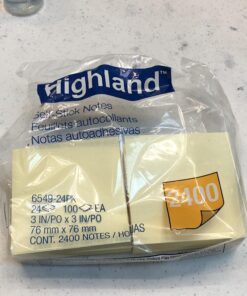 Highland™
Self-Stick Notes
Feuillets autocollants
Notas autoadhesivas
6549-24PK
24 100 EA
3 IN/PO x 3 IN/PO
76 mm x 76 mm
CONT. 2400 NOTES / HOJAS
2400